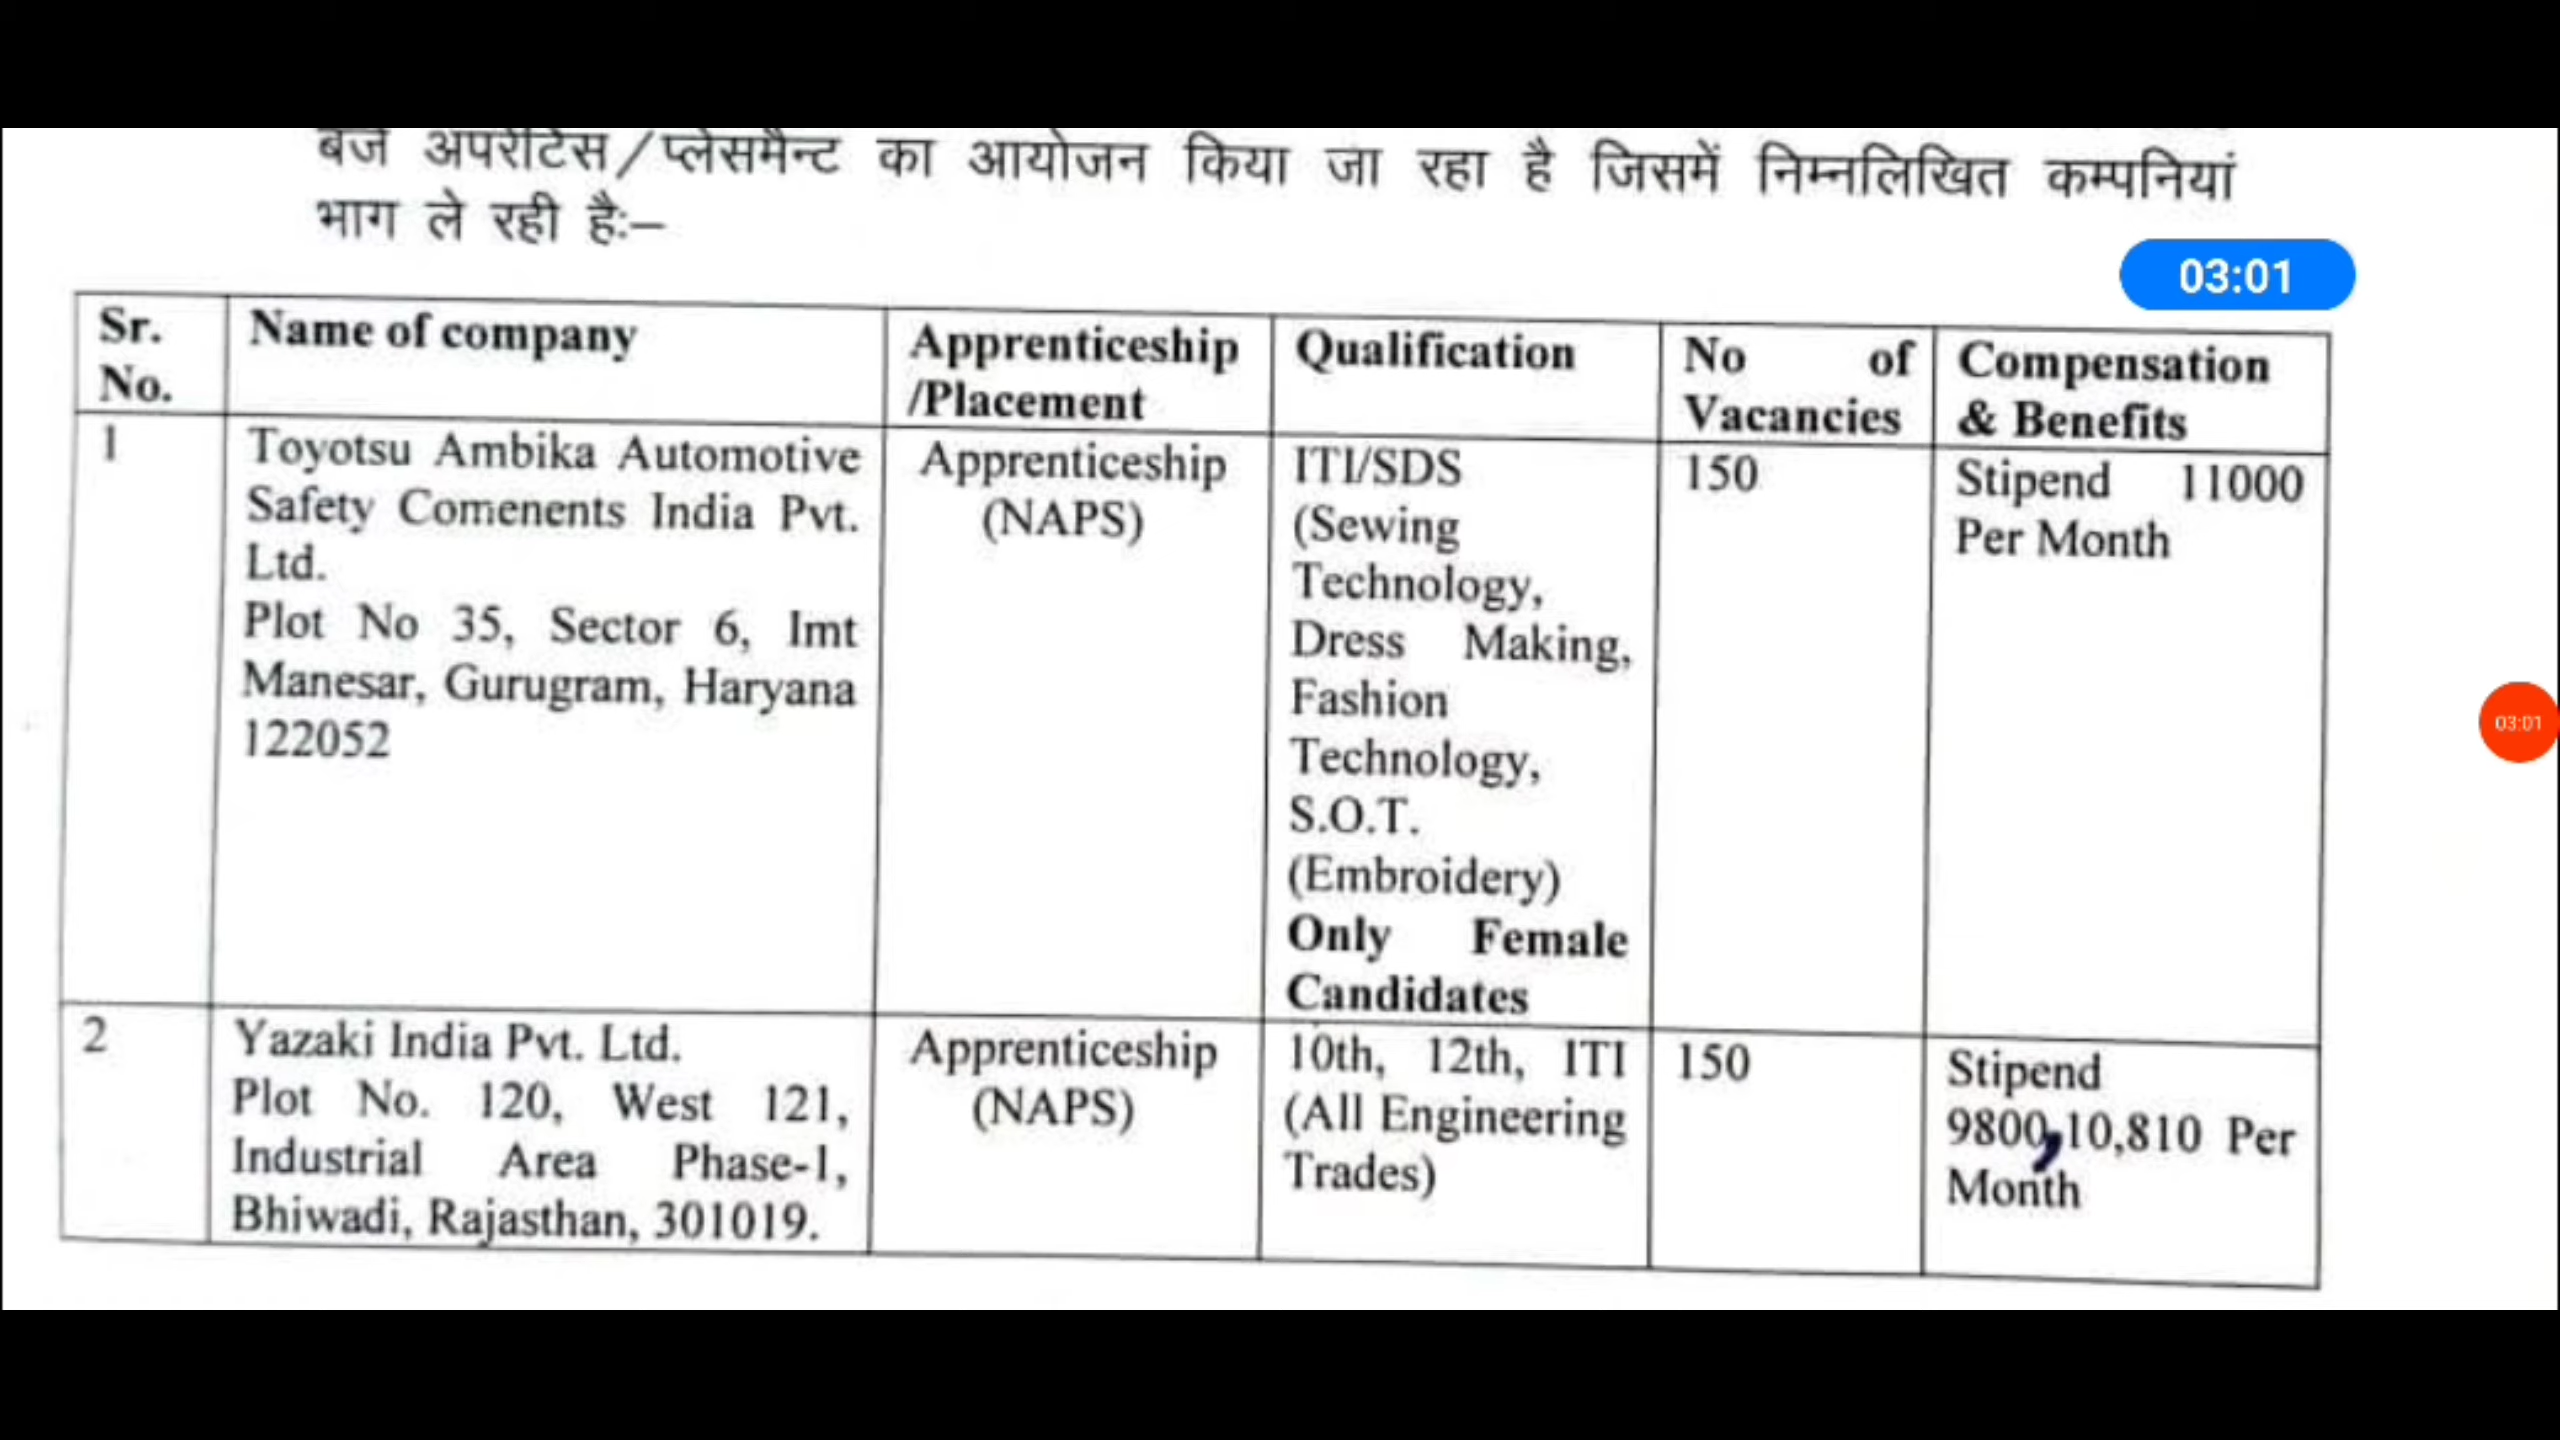 बजे अपरेंटिस/प्लेसमैन्ट का आयोजन किया जा रहा है जिसमें निम्नलिखित कम्पनियां
भाग ले रही हैः–
03:01
Sr.
No.
Name of company
Apprenticeship
/Placement
Qualification
No of
Vacancies
Compensation
& Benefits
1
Toyotsu Ambika Automotive
Safety Comenents India Pvt.
Ltd.
Plot No 35, Sector 6, Imt
Manesar, Gurugram, Haryana
122052
Apprenticeship
(NAPS)
ITI/SDS
(Sewing
Technology,
Dress Making,
Fashion
Technology,
S.O.T.
(Embroidery)
Only Female
Candidates
150
Stipend 11000
Per Month
03:01
2
Yazaki India Pvt. Ltd.
Plot No. 120, West 121,
Industrial Area Phase-1,
Bhiwadi, Rajasthan, 301019.
Apprenticeship
(NAPS)
10th, 12th, ITI
(All Engineering
Trades)
150
Stipend
9800,10,810 Per
Month